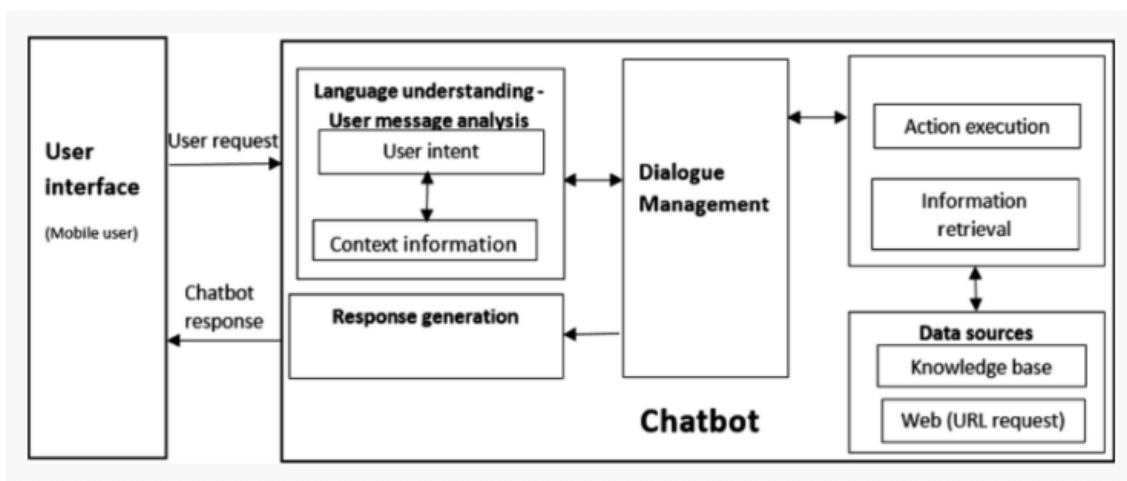 User
interface
(Mobile user)
User request
Chatbot
response
Language understanding -
User message analysis
User intent
Context information
Response generation
Dialogue
Management
Action execution
Information
retrieval
Data sources
Knowledge base
Web (URL request)
Chatbot